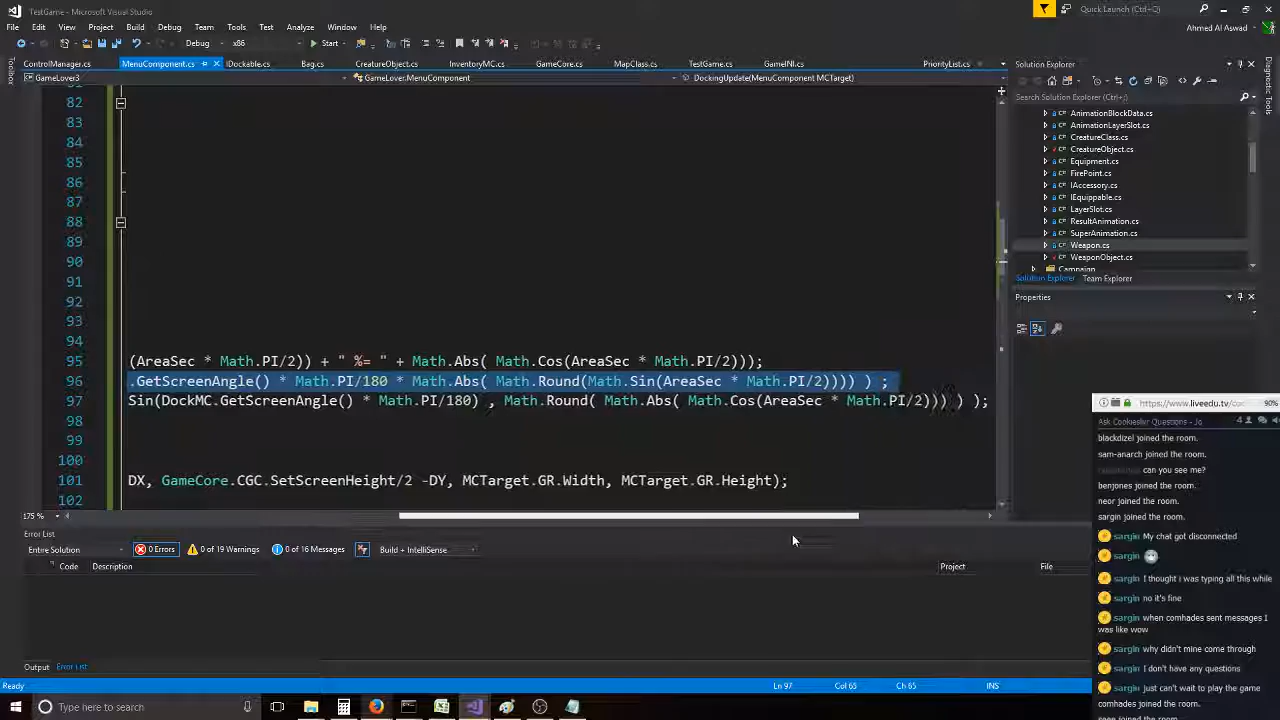 TestGame - Microsoft Visual Studio
Quick Launch (Ctrl+Q)
File Edit View Project Build Debug Team Tools Test Analyze Window Help
Ahmed Al Aswad
Debug x86 Start
ControlManager.cs MenuComponent.cs IDockable.cs Bag.cs CreatureObject.cs InventoryMC.cs GameCore.cs MapClass.cs TestGame.cs GameINI.cs PriorityList.cs
Solution Explorer
Toolbox
GameLover3 GameLover.MenuComponent DockingUpdate(MenuComponent MCTarget)
Diagnostic Tools
Search Solution Explorer (Ctrl+;)
AnimationBlockData.cs
AnimationLayerSlot.cs
CreatureClass.cs
CreatureObject.cs
Equipment.cs
FirePoint.cs
IAccessory.cs
IEquippable.cs
LayerSlot.cs
ResultAnimation.cs
SuperAnimation.cs
Weapon.cs
WeaponObject.cs
Campaign
Solution Explorer Team Explorer
Properties
82
83
84
85
86
87
88
89
90
91
92
93
94
95 (AreaSec * Math.PI/2)) + " %= " + Math.Abs( Math.Cos(AreaSec * Math.PI/2)));
96 .GetScreenAngle() * Math.PI/180 * Math.Abs( Math.Round(Math.Sin(AreaSec * Math.PI/2)))) ) ;
97 Sin(DockMC.GetScreenAngle() * Math.PI/180) , Math.Round( Math.Abs( Math.Cos(AreaSec * Math.PI/2))) ) );
98
99
100
101 DX, GameCore.CGC.SetScreenHeight/2 -DY, MCTarget.GR.Width, MCTarget.GR.Height);
102
175 %
Error List
Entire Solution 0 Errors 0 of 19 Warnings 0 of 16 Messages Build + IntelliSense
Code Description Project File
Output Error List
Ready Ln 97 Col 65 Ch 65 INS
Type here to search
90%
4
blackdizel joined the room.
sam-anarch joined the room.
can you see me?
benjones joined the room.
neor joined the room.
sargin joined the room.
sargin My chat got disconnected
sargin
sargin I thought i was typing all this while
sargin no it's fine
sargin when comhades sent messages I
was like wow
sargin why didn't mine come through
sargin I don't have any questions
sargin just can't wait to play the game
comhades joined the room.